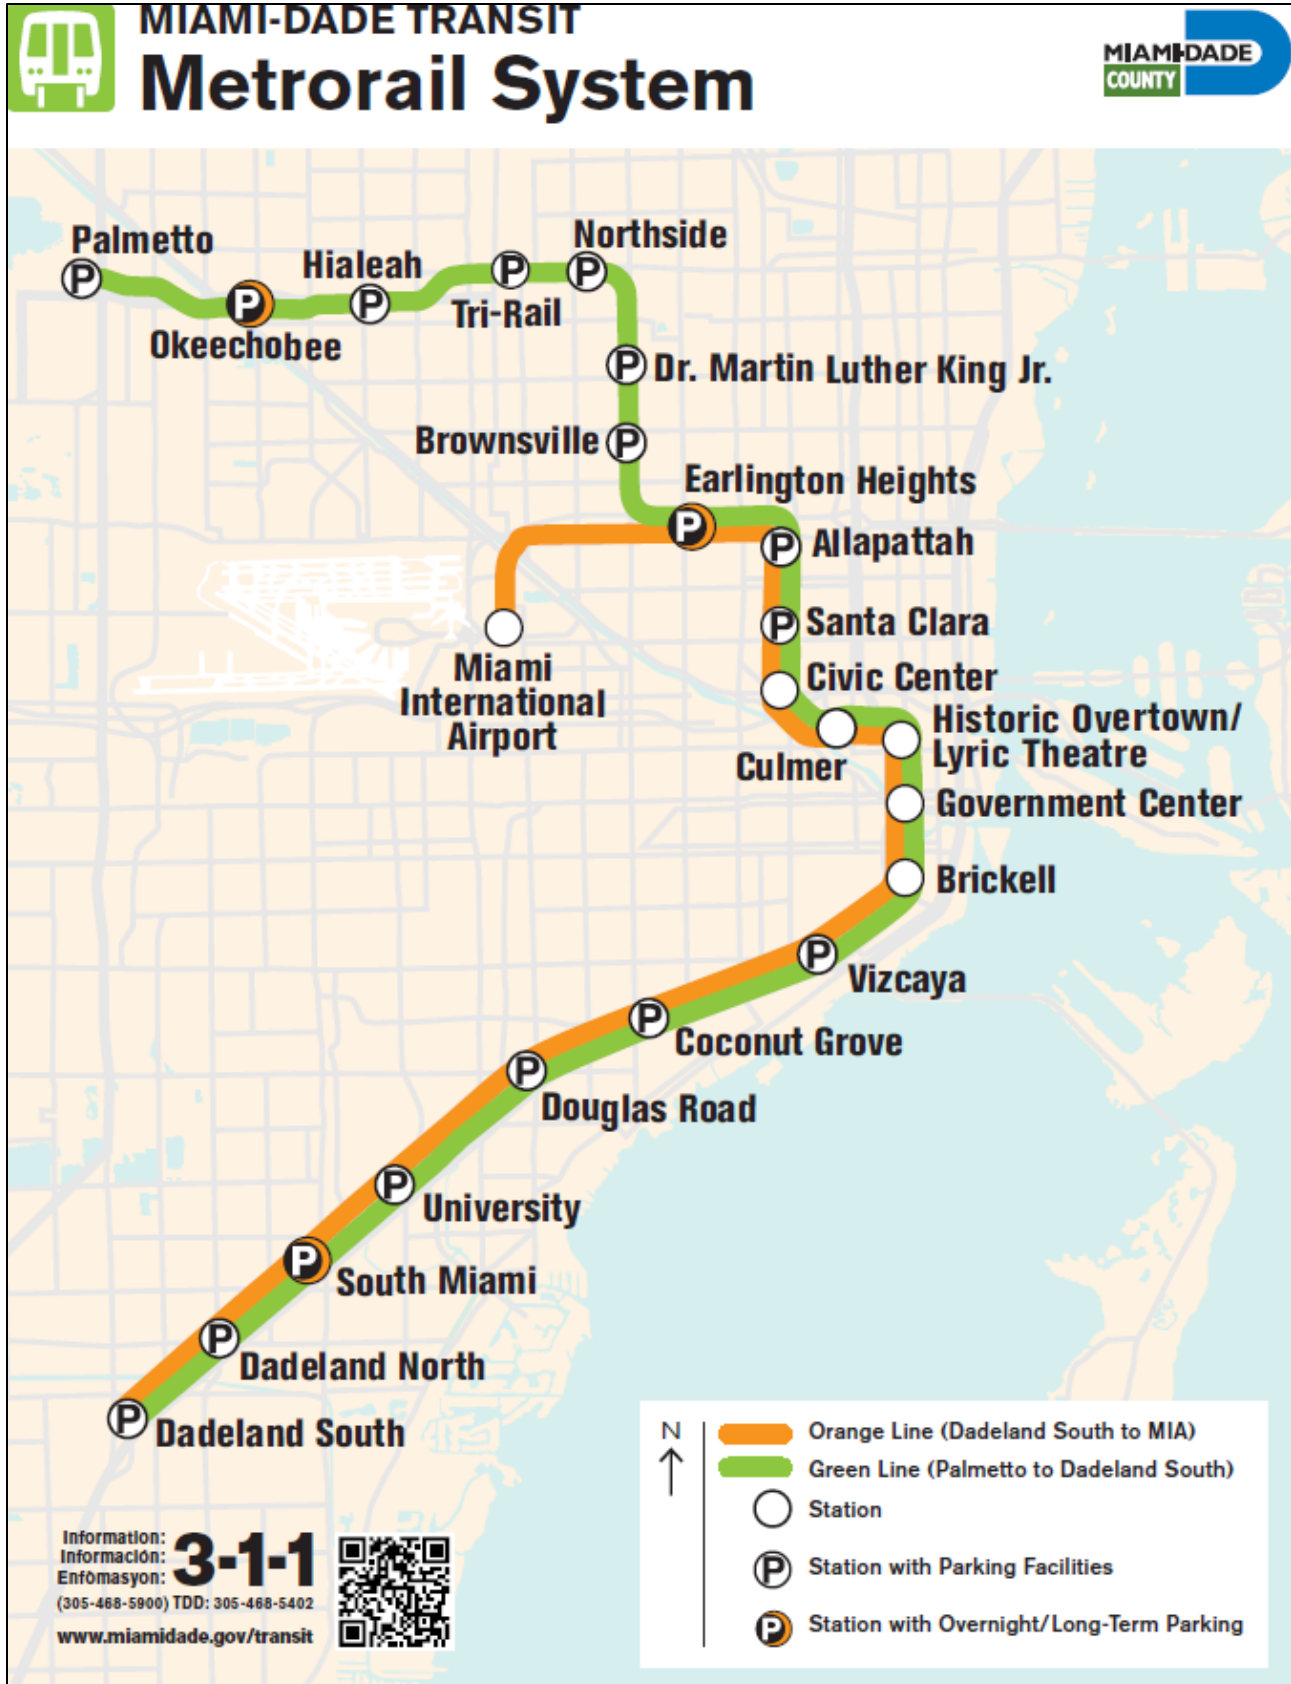 MIAMI-DADE TRANSIT
Metrorail System
MIAMI-DADE
COUNTY
Palmetto
Northside
Hialeah
Tri-Rail
Okeechobee
Dr. Martin Luther King Jr.
Brownsville
Earlington Heights
Allapattah
Santa Clara
Miami
International
Airport
Civic Center
Historic Overtown/
Lyric Theatre
Culmer
Government Center
Brickell
Vizcaya
Coconut Grove
Douglas Road
University
South Miami
Dadeland North
Dadeland South
N
Orange Line (Dadeland South to MIA)
Green Line (Palmetto to Dadeland South)
Station
P Station with Parking Facilities
P Station with Overnight/Long-Term Parking
Information:
Información:
Enfòmasyon:
3-1-1
(305-468-5900) TDD: 305-468-5402
www.miamidade.gov/transit